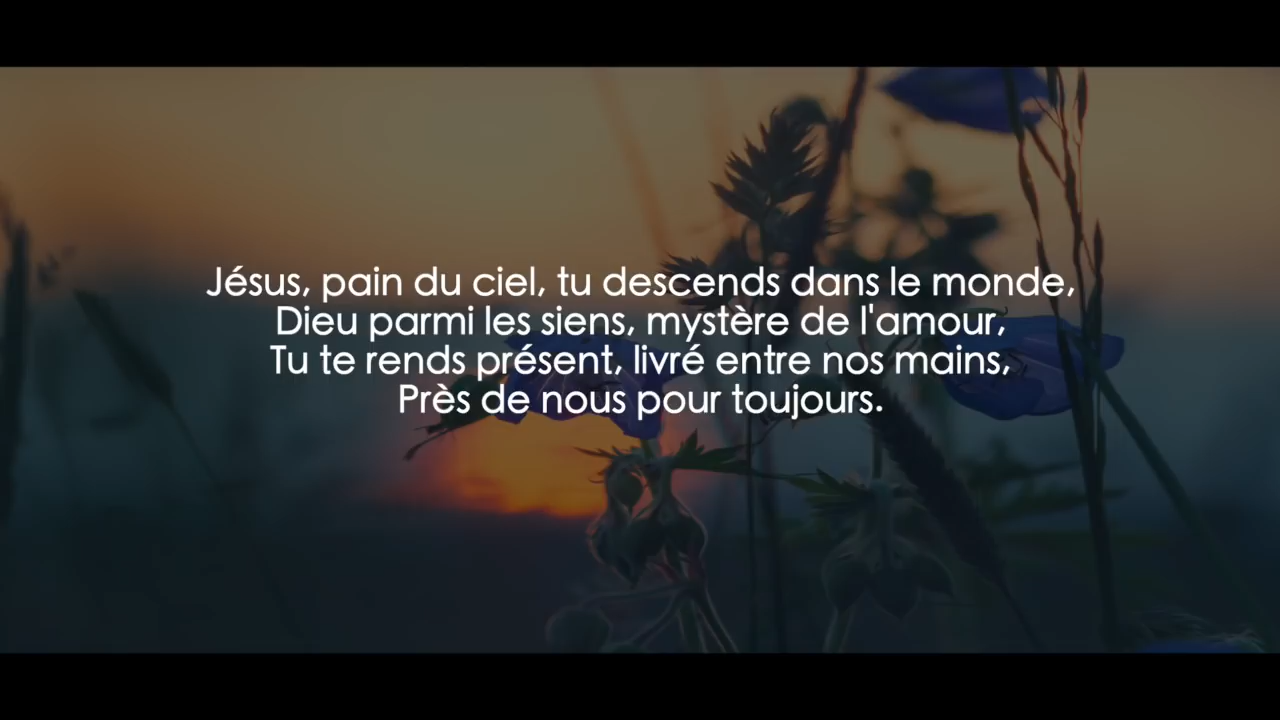 Jésus, pain du ciel, tu descends dans le monde,
Dieu parmi les siens, mystère de l'amour,
Tu te rends présent, livré entre nos mains,
Près de nous pour toujours.